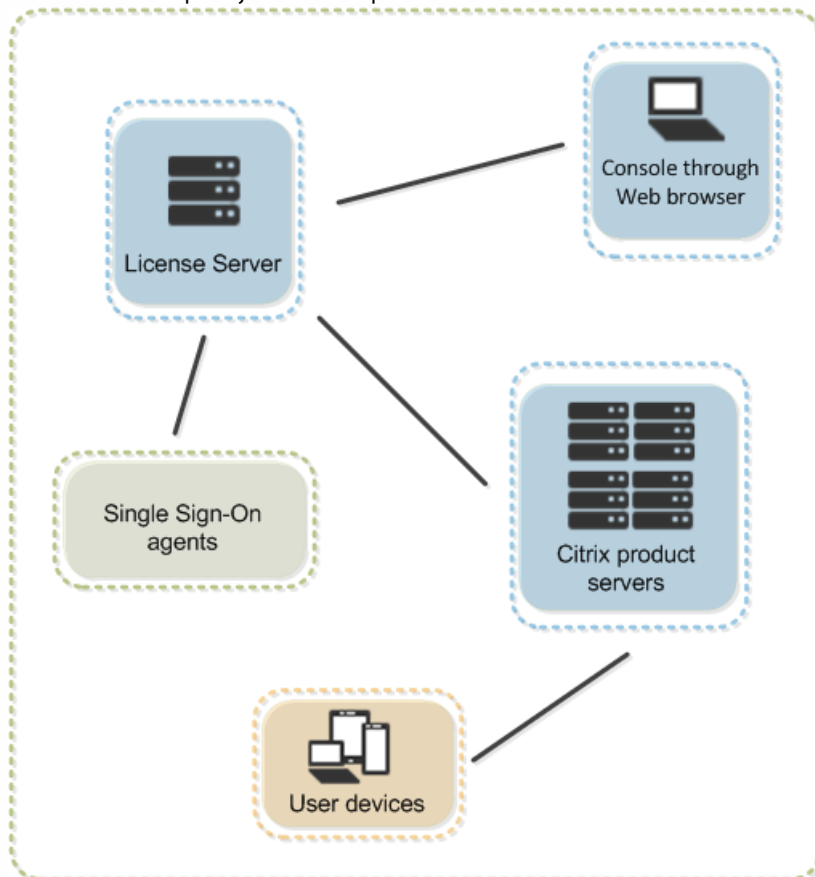 Console through
Web browser
License Server
Single Sign-On
agents
Citrix product
servers
User devices